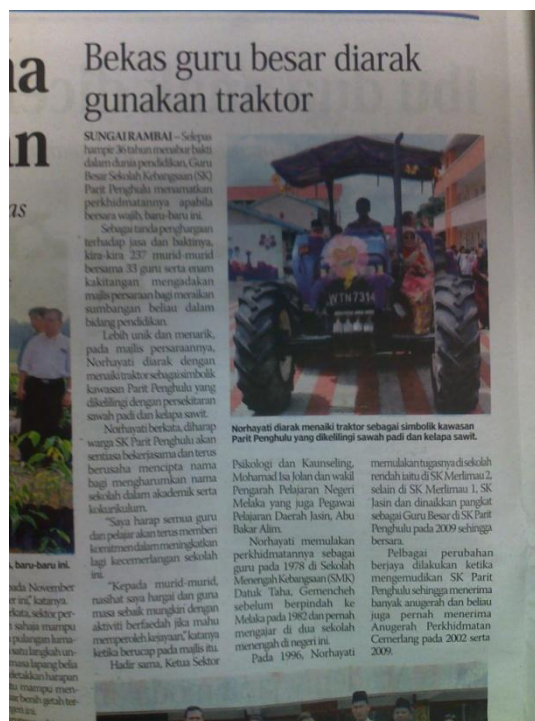 Bekas guru besar diarak
gunakan traktor
SUNGAI RAMBAI – Selepas
hampir 36 tahun menabur bakti
dalam dunia pendidikan, Guru
Besar Sekolah Kebangsaan (SK)
Parit Penghulu menamatkan
perkhidmatannya apabila
bersara wajib, baru-baru ini.
Sebagai tanda penghargaan
terhadap jasa dan baktinya,
kira-kira 237 murid-murid
bersama 33 guru serta enam
kakitangan mengadakan
majlis persaraan bagi meraikan
sumbangan beliau dalam
bidang pendidikan.
Lebih unik dan menarik,
pada majlis persaraannya,
Norhayati diarak dengan
menaiki traktor sebagai simbolik
kawasan Parit Penghulu yang
dikelilingi dengan persekitaran
sawah padi dan kelapa sawit.
Norhayati berkata, diharap
warga SK Parit Penghulu akan
sentiasa bekerjasama dan terus
berusaha mencipta nama
bagi mengharumkan nama
sekolah dalam akademik serta
kokurikulum.
"Saya harap semua guru
dan pelajar akan terus memberi
komitmen dalam meningkatkan
lagi kecemerlangan sekolah
ini.
"Kepada murid-murid,
nasihat saya hargai dan guna
masa sebaik mungkin dengan
aktiviti berfaedah jika mahu
memperoleh kejayaan," katanya
ketika berucap pada majlis itu.
Hadir sama, Ketua Sektor
WTN 7314
Norhayati diarak menaiki traktor sebagai simbolik kawasan
Parit Penghulu yang dikelilingi sawah padi dan kelapa sawit.
Psikologi dan Kaunseling,
Mohamad Isa Jolan dan wakil
Pengarah Pelajaran Negeri
Melaka yang juga Pegawai
Pelajaran Daerah Jasin, Abu
Bakar Alim.
Norhayati memulakan
perkhidmatannya sebagai
guru pada 1978 di Sekolah
Menengah Kebangsaan (SMK)
Datuk Taha, Gemencheh
sebelum berpindah ke
Melaka pada 1982 dan pernah
mengajar di dua sekolah
menengah di negeri ini.
Pada 1996, Norhayati
memulakan tugasnya di sekolah
rendah iaitu di SK Merlimau 2,
selain di SK Merlimau 1, SK
Jasin dan dinaikkan pangkat
sebagai Guru Besar di SK Parit
Penghulu pada 2009 sehingga
bersara.
Pelbagai perubahan
berjaya dilakukan ketika
mengemudikan SK Parit
Penghulu sehingga menerima
banyak anugerah dan beliau
juga pernah menerima
Anugerah Perkhidmatan
Cemerlang pada 2002 serta
2009.
baru-baru ini.
November
katanya.
sektor
sahaja mampu
pulangan
satu langkah
masa lapang belia
harapan
mampu
benih getah
ini.